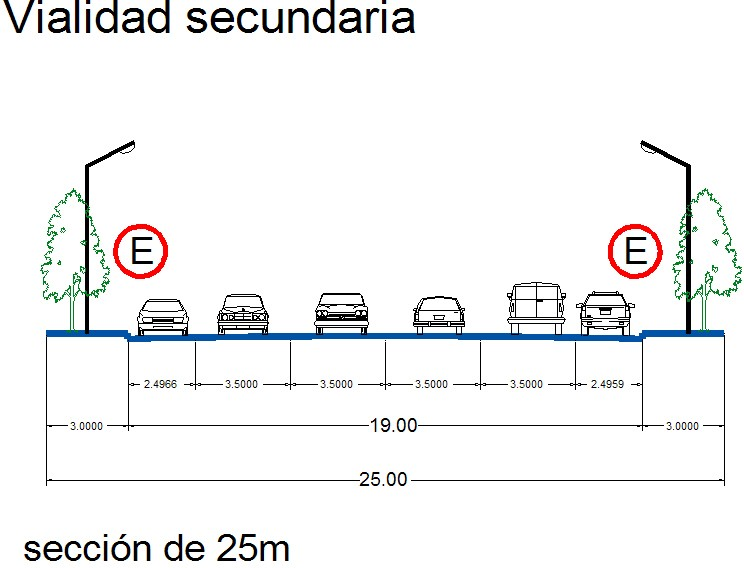 Vialidad secundaria
E E
2.4966 3.5000 3.5000 3.5000 3.5000 2.4959
3.0000 19.00 3.0000
25.00
sección de 25m